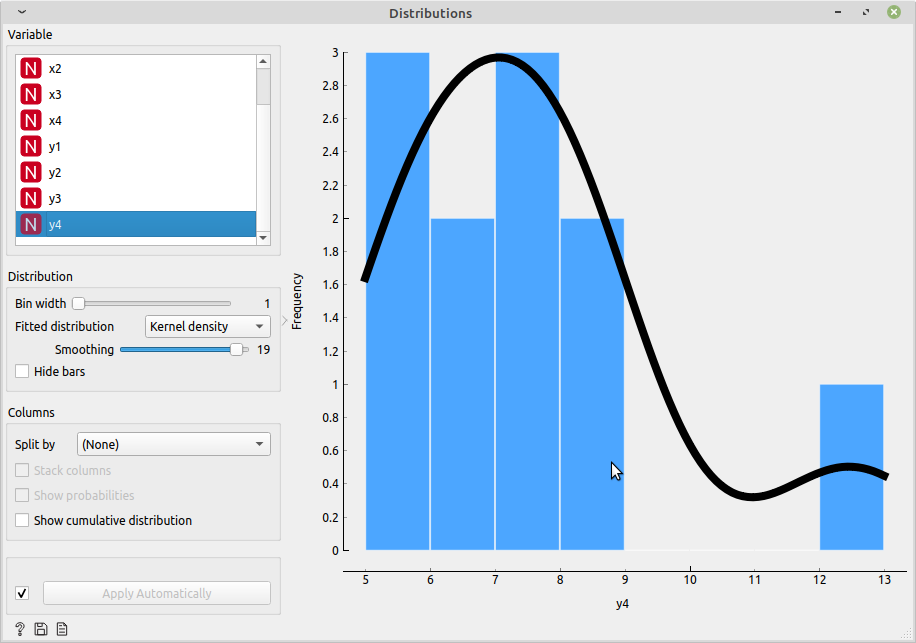 Distributions
Variable
N x2
N x3
N x4
N y1
N y2
N y3
N y4
Distribution
Bin width 1
Fitted distribution Kernel density
Smoothing 19
Hide bars
Columns
Split by (None)
Stack columns
Show probabilities
Show cumulative distribution
Apply Automatically
?
Frequency
3
2.8
2.6
2.4
2.2
2
1.8
1.6
1.4
1.2
1
0.8
0.6
0.4
0.2
0
5 6 7 8 9 10 11 12 13
y4